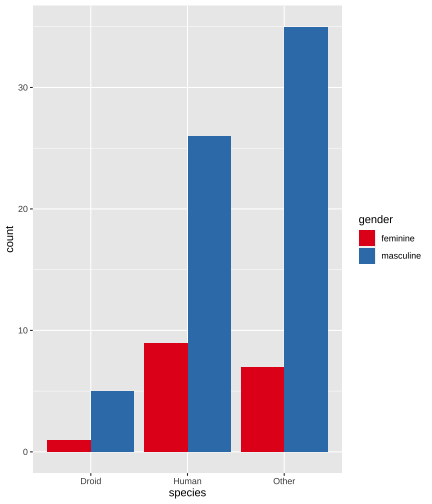 30
20
10
0
count
Droid
Human
Other
species
gender
feminine
masculine